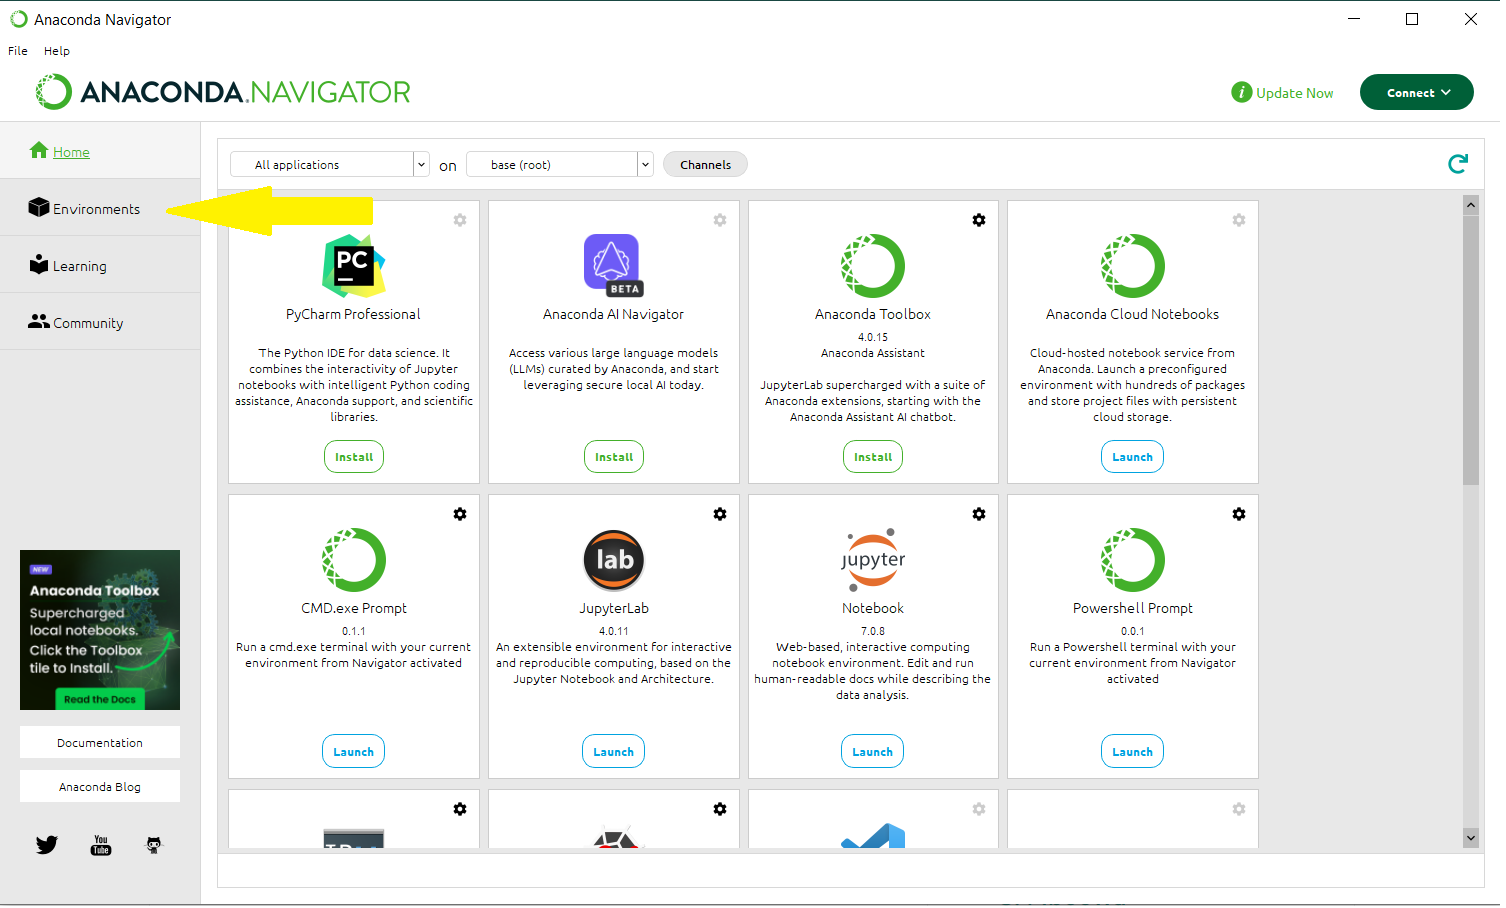 Anaconda Navigator
File Help
ANACONDA.NAVIGATOR
i Update Now
Connect
Home
Environments
Learning
Community
All applications on base (root) Channels
PC
PyCharm Professional
The Python IDE for data science. It
combines the interactivity of Jupyter
notebooks with intelligent Python coding
assistance, Anaconda support, and scientific
libraries.
Install
BETA
Anaconda AI Navigator
Access various large language models
(LLMs) curated by Anaconda, and start
leveraging secure local AI today.
Install
Anaconda Toolbox
4.0.15
Anaconda Assistant
JupyterLab supercharged with a suite of
Anaconda extensions, starting with the
Anaconda Assistant AI chatbot.
Install
Anaconda Cloud Notebooks
Cloud-hosted notebook service from
Anaconda. Launch a preconfigured
environment with hundreds of packages
and store project files with persistent
cloud storage.
Launch
CMD.exe Prompt
0.1.1
Run a cmd.exe terminal with your current
environment from Navigator activated
Launch
lab
JupyterLab
4.0.11
An extensible environment for interactive
and reproducible computing, based on the
Jupyter Notebook and Architecture.
Launch
jupyter
Notebook
7.0.8
Web-based, interactive computing
notebook environment. Edit and run
human-readable docs while describing the
data analysis.
Launch
Powershell Prompt
0.0.1
Run a Powershell terminal with your
current environment from Navigator
activated
Launch
NEW
Anaconda Toolbox
Supercharged
local notebooks.
Click the Toolbox
tile to Install.
Read the Docs
Documentation
Anaconda Blog
You
Tube